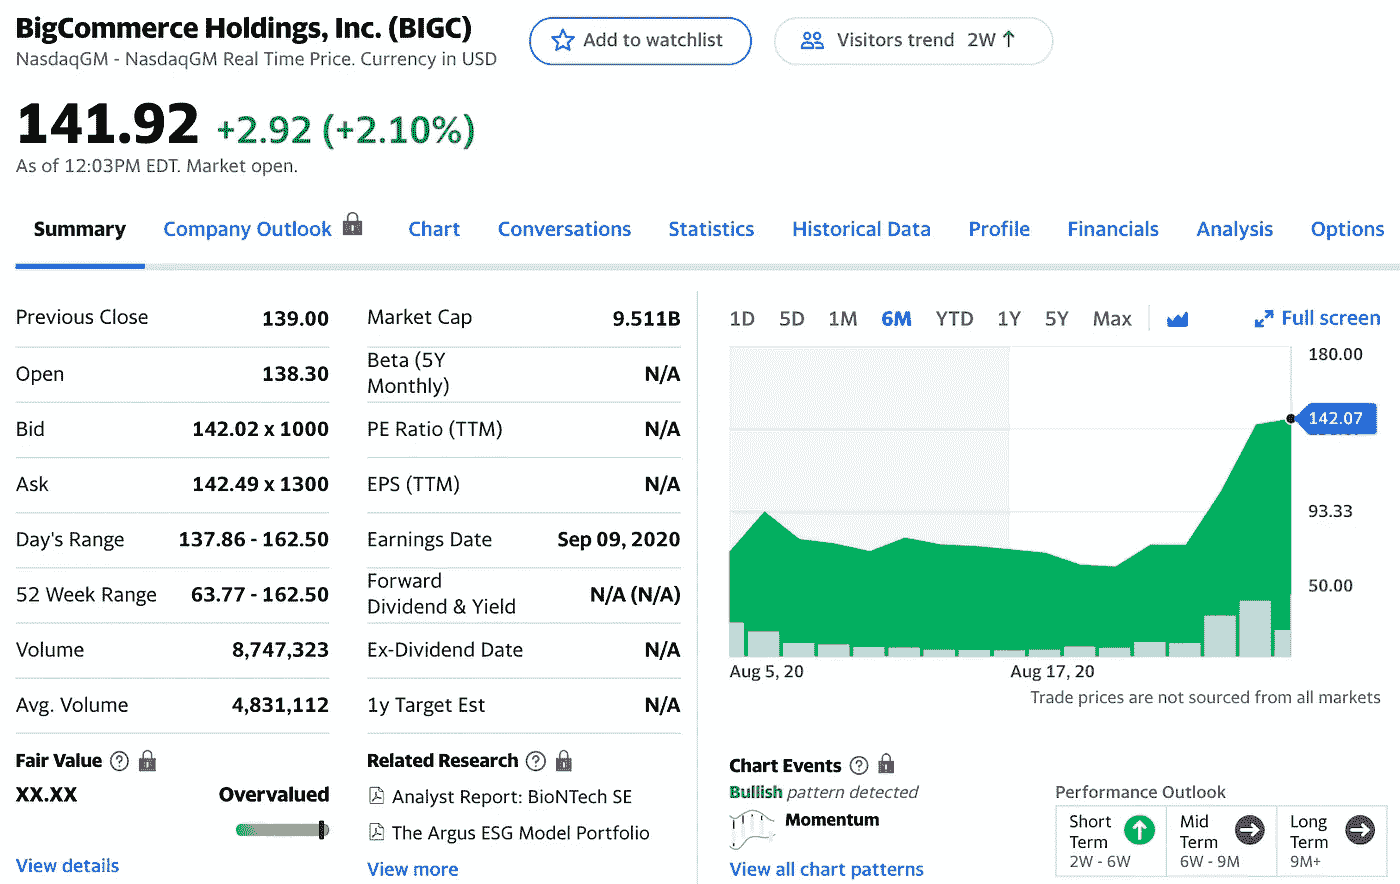 BigCommerce Holdings, Inc. (BIGC)
NasdaqGM - NasdaqGM Real Time Price. Currency in USD
Add to watchlist
Visitors trend 2W ↑
141.92 +2.92 (+2.10%)
As of 12:03PM EDT. Market open.
Summary Company Outlook Chart Conversations Statistics Historical Data Profile Financials Analysis Options
Previous Close 139.00
Open 138.30
Bid 142.02 x 1000
Ask 142.49 x 1300
Day's Range 137.86 - 162.50
52 Week Range 63.77 - 162.50
Volume 8,747,323
Avg. Volume 4,831,112
Market Cap 9.511B
Beta (5Y
Monthly) N/A
PE Ratio (TTM) N/A
EPS (TTM) N/A
Earnings Date Sep 09, 2020
Forward
Dividend & Yield N/A (N/A)
Ex-Dividend Date N/A
1y Target Est N/A
Fair Value
XX.XX Overvalued
View details
Related Research
Analyst Report: BioNTech SE
The Argus ESG Model Portfolio
View more
1D 5D 1M 6M YTD 1Y 5Y Max
Full screen
180.00
142.07
93.33
50.00
Aug 5, 20 Aug 17, 20
Trade prices are not sourced from all markets
Chart Events
Bullish pattern detected
Momentum
View all chart patterns
Performance Outlook
Short
Term
2W - 6W
Mid
Term
6W - 9M
Long
Term
9M+